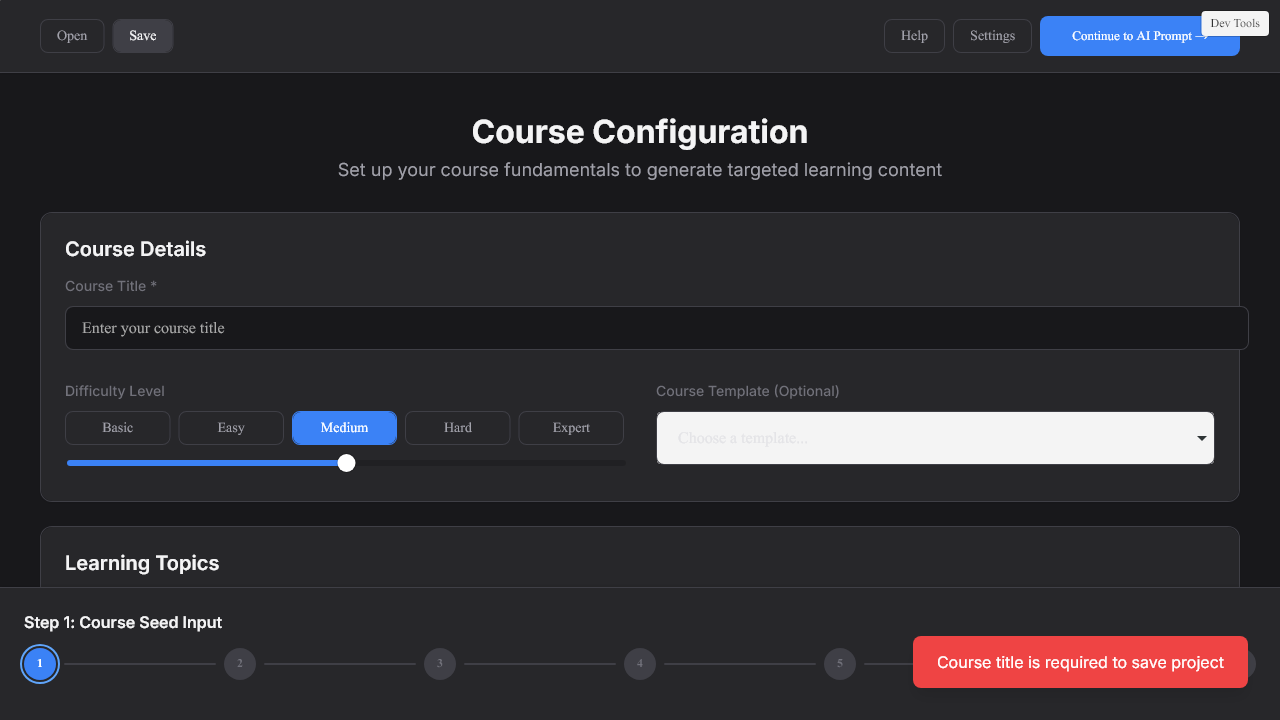 Open
Save
Help
Settings
Continue to AI Prompt →
Dev Tools
Course Configuration
Set up your course fundamentals to generate targeted learning content
Course Details
Course Title *
Enter your course title
Difficulty Level
Course Template (Optional)
Basic
Easy
Medium
Hard
Expert
Choose a template...
Learning Topics
Step 1: Course Seed Input
1
2
3
4
5
Course title is required to save project